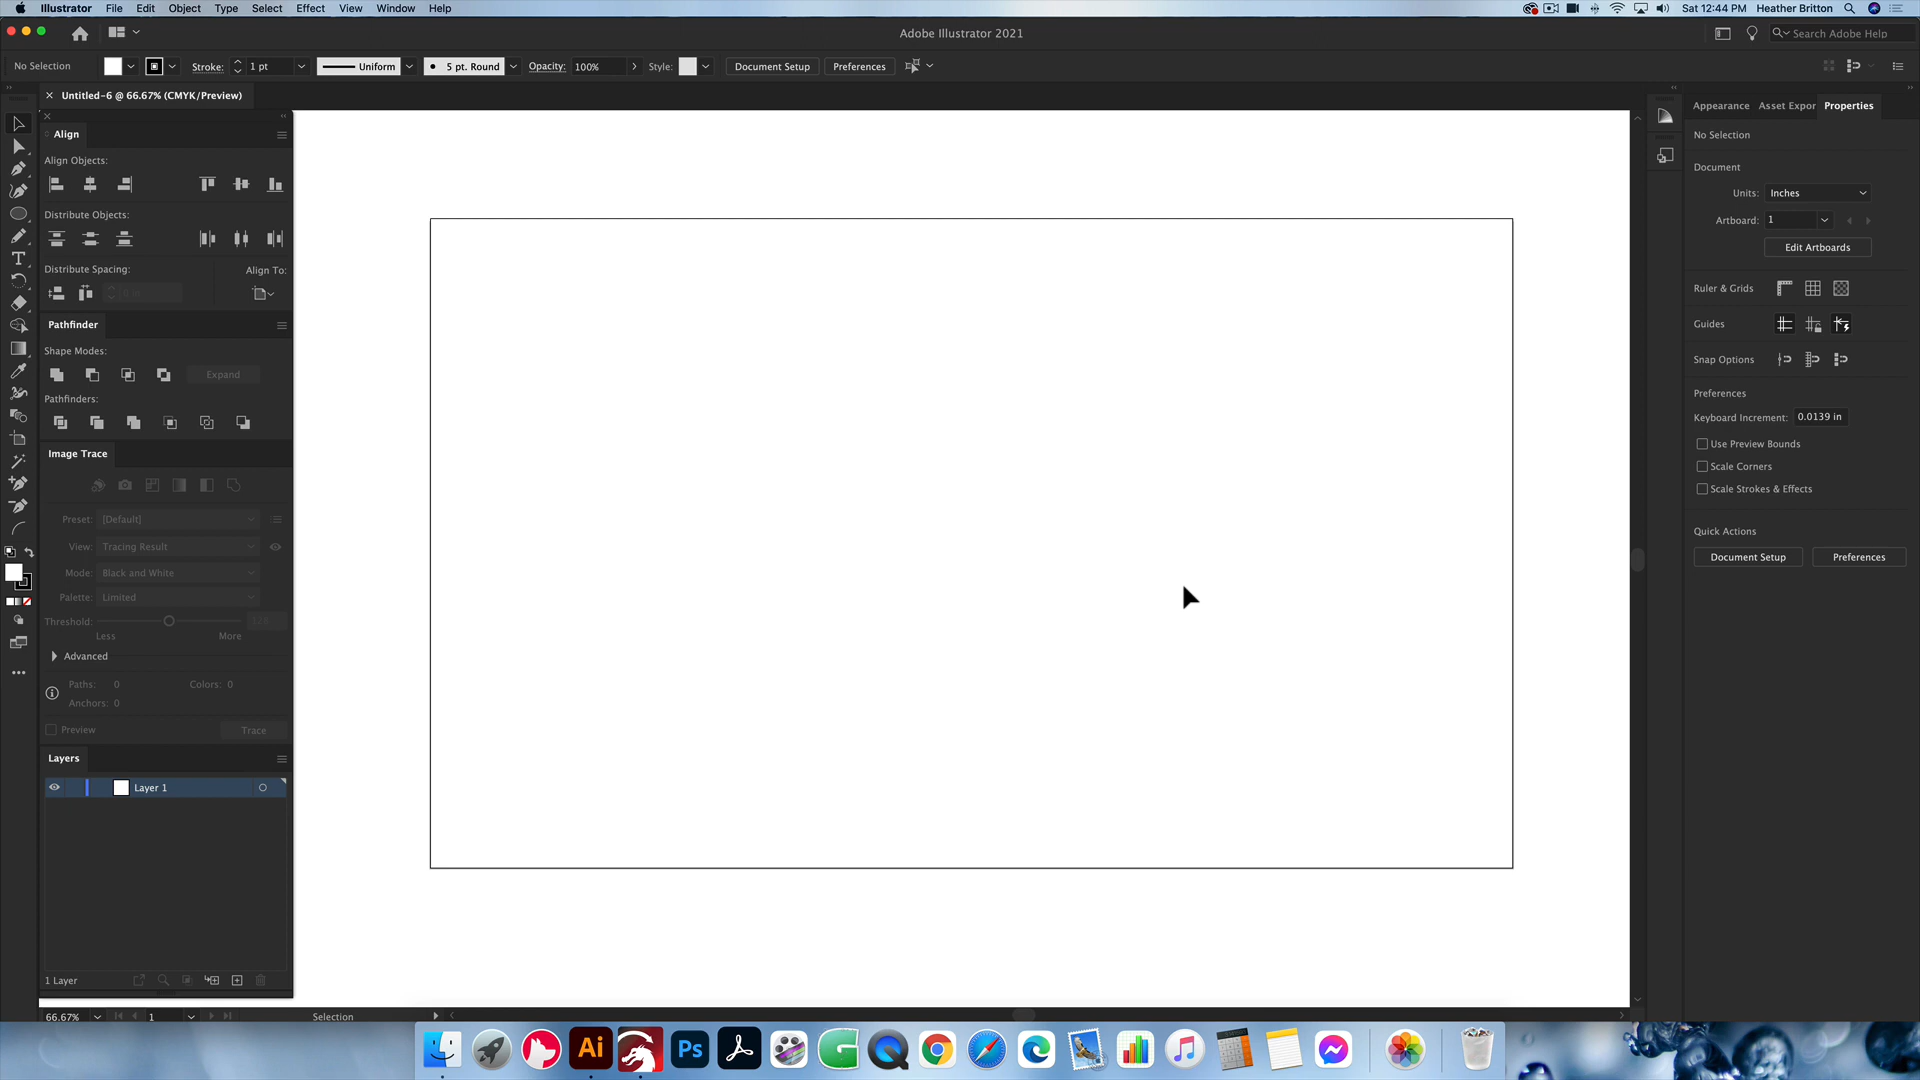 Illustrator File Edit Object Type Select Effect View Window Help
Sat 12:44 PM Heather Britton
Adobe Illustrator 2021
Search Adobe Help
No Selection
Stroke: 1 pt
Uniform
5 pt. Round
Opacity: 100%
Style:
Document Setup
Preferences
Untitled-6 @ 66.67% (CMYK/Preview)
Align
Align Objects:
Distribute Objects:
Distribute Spacing:
Align To:
0 in
Pathfinder
Shape Modes:
Expand
Pathfinders:
Image Trace
Preset: [Default]
View: Tracing Result
Mode: Black and White
Palette: Limited
Threshold: 128
Less More
Advanced
Paths: 0 Colors: 0
Anchors: 0
Preview
Trace
Layers
Layer 1
1 Layer
66.67%
1
Selection
Appearance
Asset Expor
Properties
No Selection
Document
Units: Inches
Artboard: 1
Edit Artboards
Ruler & Grids
Guides
Snap Options
Preferences
Keyboard Increment: 0.0139 in
Use Preview Bounds
Scale Corners
Scale Strokes & Effects
Quick Actions
Document Setup
Preferences
Ai
Ps